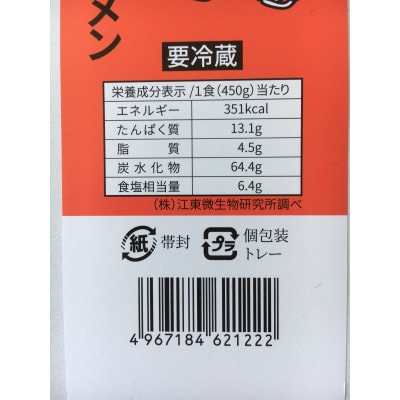 メン
要冷蔵
栄養成分表示/1食(450g)当たり
エネルギー 351kcal
たんぱく質 13.1g
脂質 4.5g
炭水化物 64.4g
食塩相当量 6.4g
(株)江東微生物研究所調べ
紙 帯封
プラ 個包装
トレー
4 967184 621222